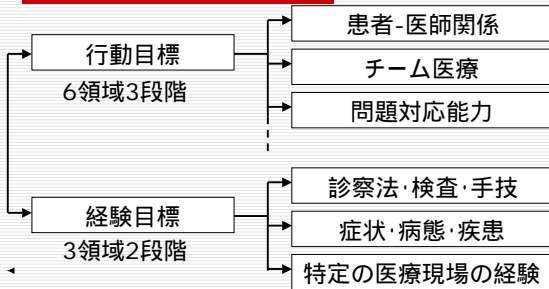 行動目標
6領域3段階
患者-医師関係
チーム医療
問題対応能力
経験目標
3領域2段階
診察法･検査･手技
症状･病態･疾患
特定の医療現場の経験